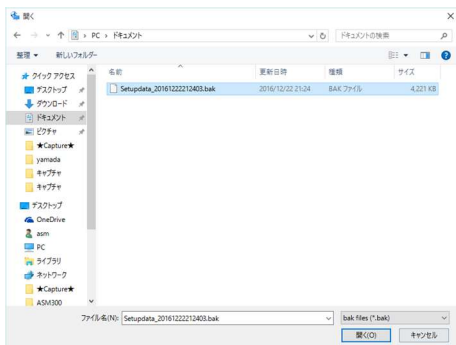 開く
PC › ドキュメント
ドキュメントの検索
整理 ▼ 新しいフォルダー
名前 更新日時 種類 サイズ
Setupdata_20161222212403.bak 2016/12/22 21:24 BAK ファイル 4,221 KB
クイック アクセス
デスクトップ
ダウンロード
ドキュメント
ピクチャ
★Capture★
yamada
キャプチャ
キャプチャ
デスクトップ
OneDrive
asm
PC
ライブラリ
ネットワーク
★Capture★
ASM300
ファイル名(N): Setupdata_20161222212403.bak
bak files (*.bak)
開く(O) キャンセル